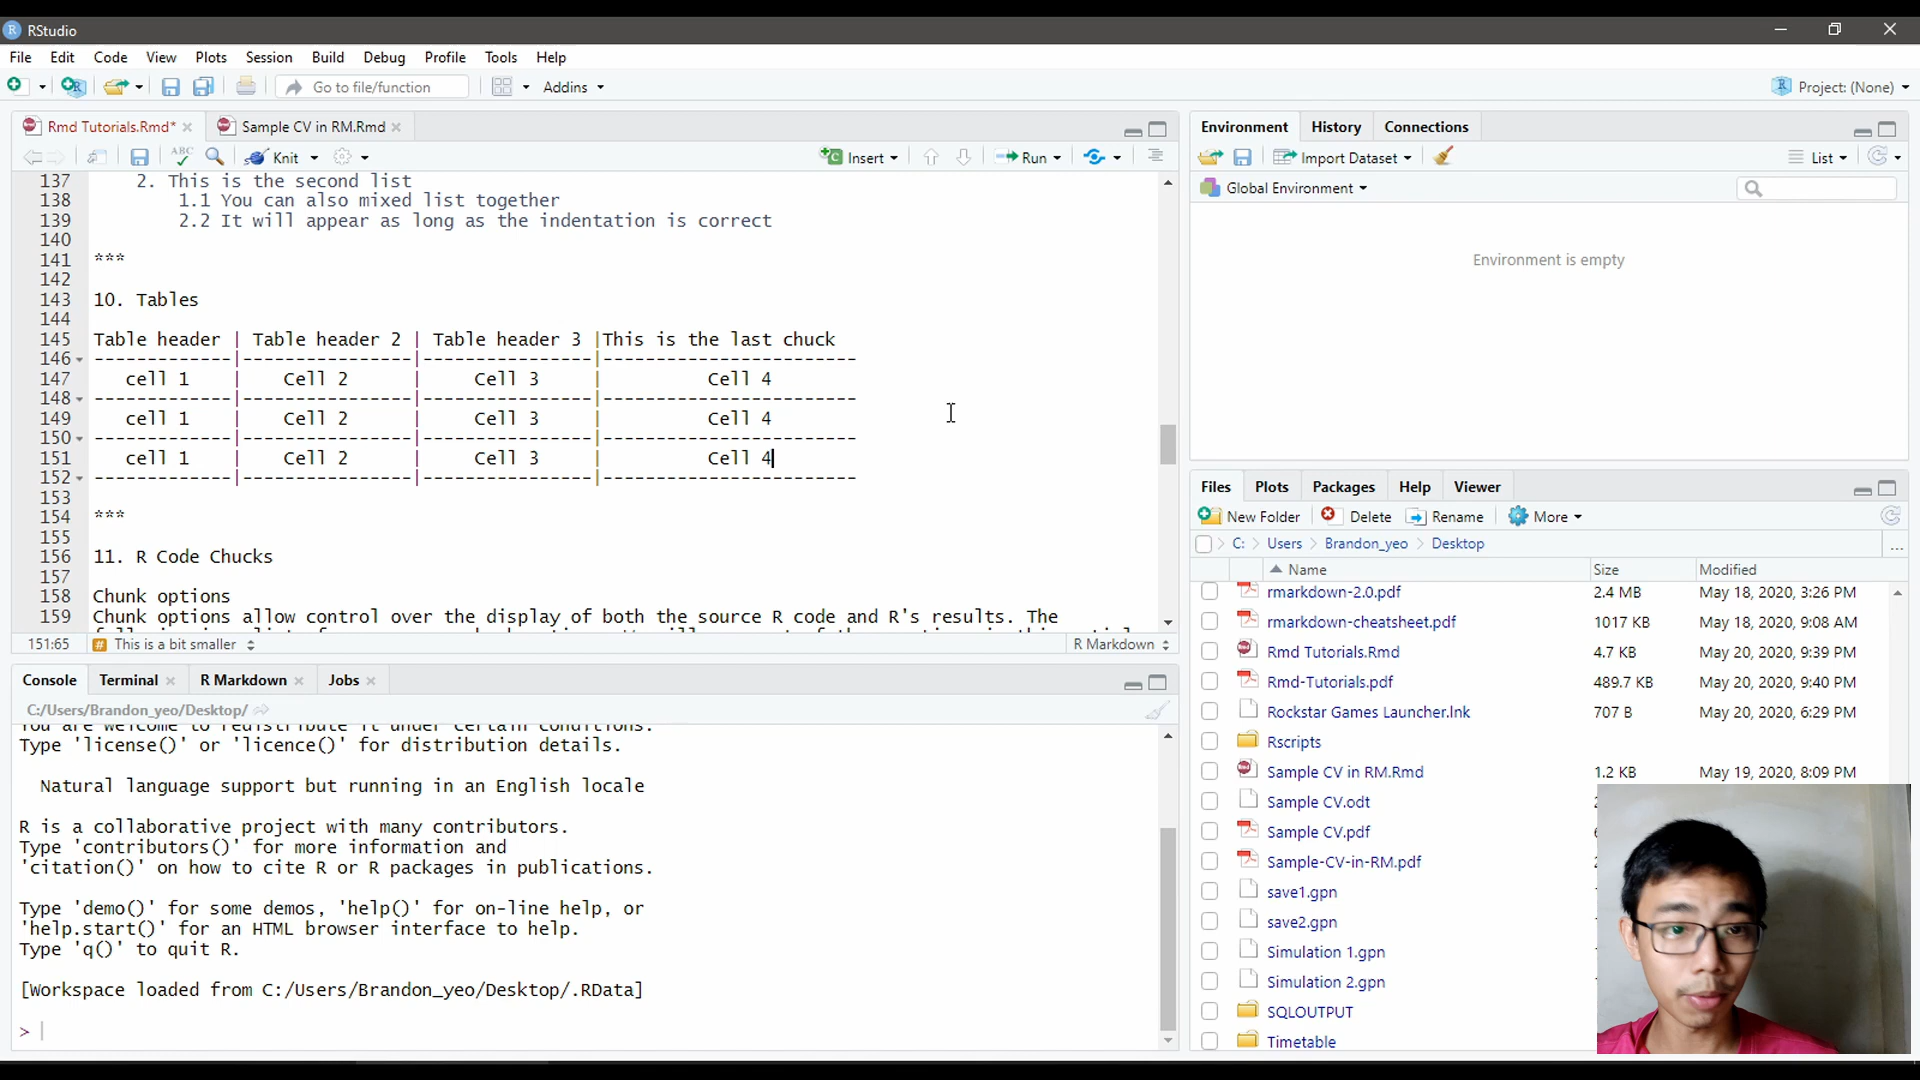 RStudio
File Edit Code View Plots Session Build Debug Profile Tools Help
Go to file/function Addins Project: (None)
Rmd Tutorials.Rmd* Sample CV in RM.Rmd
ABC Knit Insert Run
137 2. This is the second list
138 1.1 You can also mixed list together
139 2.2 It will appear as long as the indentation is correct
140
141 ***
142
143 10. Tables
144
145 Table header | Table header 2 | Table header 3 |This is the last chuck
146 -------------|----------------|----------------|------------------------
147 cell 1 | Cell 2 | Cell 3 | Cell 4
148 -------------|----------------|----------------|------------------------
149 cell 1 | Cell 2 | Cell 3 | Cell 4
150 -------------|----------------|----------------|------------------------
151 cell 1 | Cell 2 | Cell 3 | Cell 4
152 -------------|----------------|----------------|------------------------
153
154 ***
155
156 11. R Code Chucks
157
158 Chunk options
159 Chunk options allow control over the display of both the source R code and R's results. The
151:65 # This is a bit smaller R Markdown
Console Terminal R Markdown Jobs
C:/Users/Brandon_yeo/Desktop/
You are welcome to redistribute it under certain conditions.
Type 'license()' or 'licence()' for distribution details.
Natural language support but running in an English locale
R is a collaborative project with many contributors.
Type 'contributors()' for more information and
'citation()' on how to cite R or R packages in publications.
Type 'demo()' for some demos, 'help()' for on-line help, or
'help.start()' for an HTML browser interface to help.
Type 'q()' to quit R.
[Workspace loaded from C:/Users/Brandon_yeo/Desktop/.RData]
>
Environment History Connections
Import Dataset List
Global Environment
Environment is empty
Files Plots Packages Help Viewer
New Folder Delete Rename More
C: Users Brandon_yeo Desktop ...
Name Size Modified
rmarkdown-2.0.pdf 2.4 MB May 18, 2020, 3:26 PM
rmarkdown-cheatsheet.pdf 1017 KB May 18, 2020, 9:08 AM
Rmd Tutorials.Rmd 4.7 KB May 20, 2020, 9:39 PM
Rmd-Tutorials.pdf 489.7 KB May 20, 2020, 9:40 PM
Rockstar Games Launcher.lnk 707 B May 20, 2020, 6:29 PM
Rscripts
Sample CV in RM.Rmd 1.2 KB May 19, 2020, 8:09 PM
Sample CV.odt
Sample CV.pdf
Sample-CV-in-RM.pdf
save1.gpn
save2.gpn
Simulation 1.gpn
Simulation 2.gpn
SQLOUTPUT
Timetable